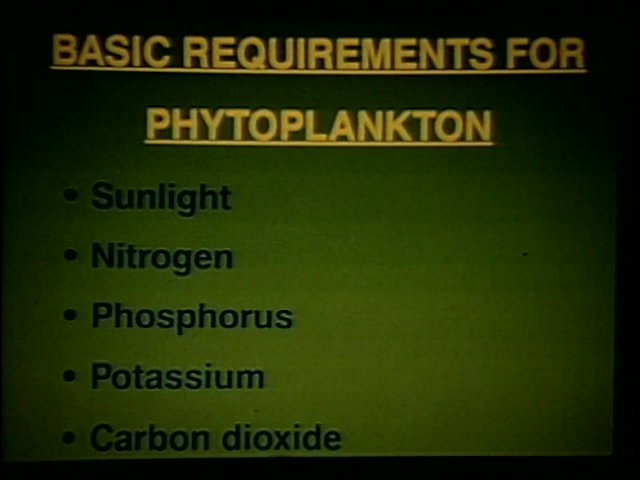 BASIC REQUIREMENTS FOR
PHYTOPLANKTON
• Sunlight
• Nitrogen
• Phosphorus
• Potassium
• Carbon dioxide